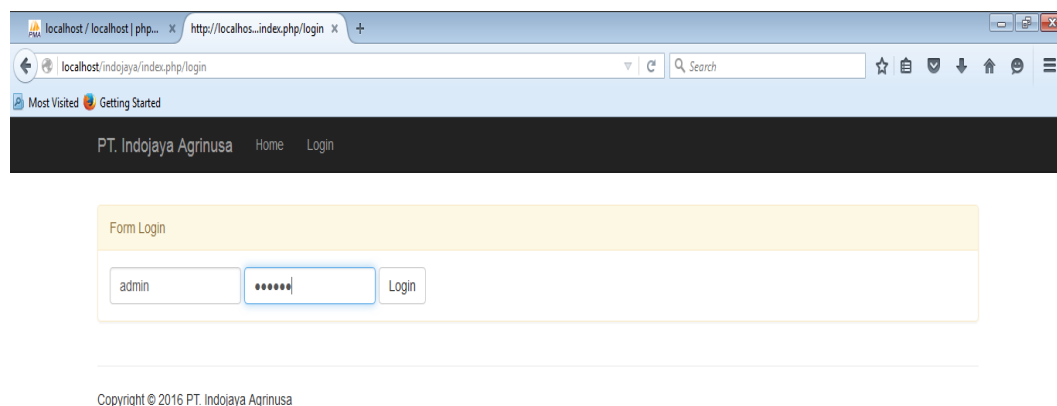 localhost / localhost | php... x http://localhos...index.php/login x +
localhost/indojaya/index.php/login Search
Most Visited Getting Started
PT. Indojaya Agrinusa Home Login
Form Login
admin •••••• Login
Copyright © 2016 PT. Indojaya Agrinusa